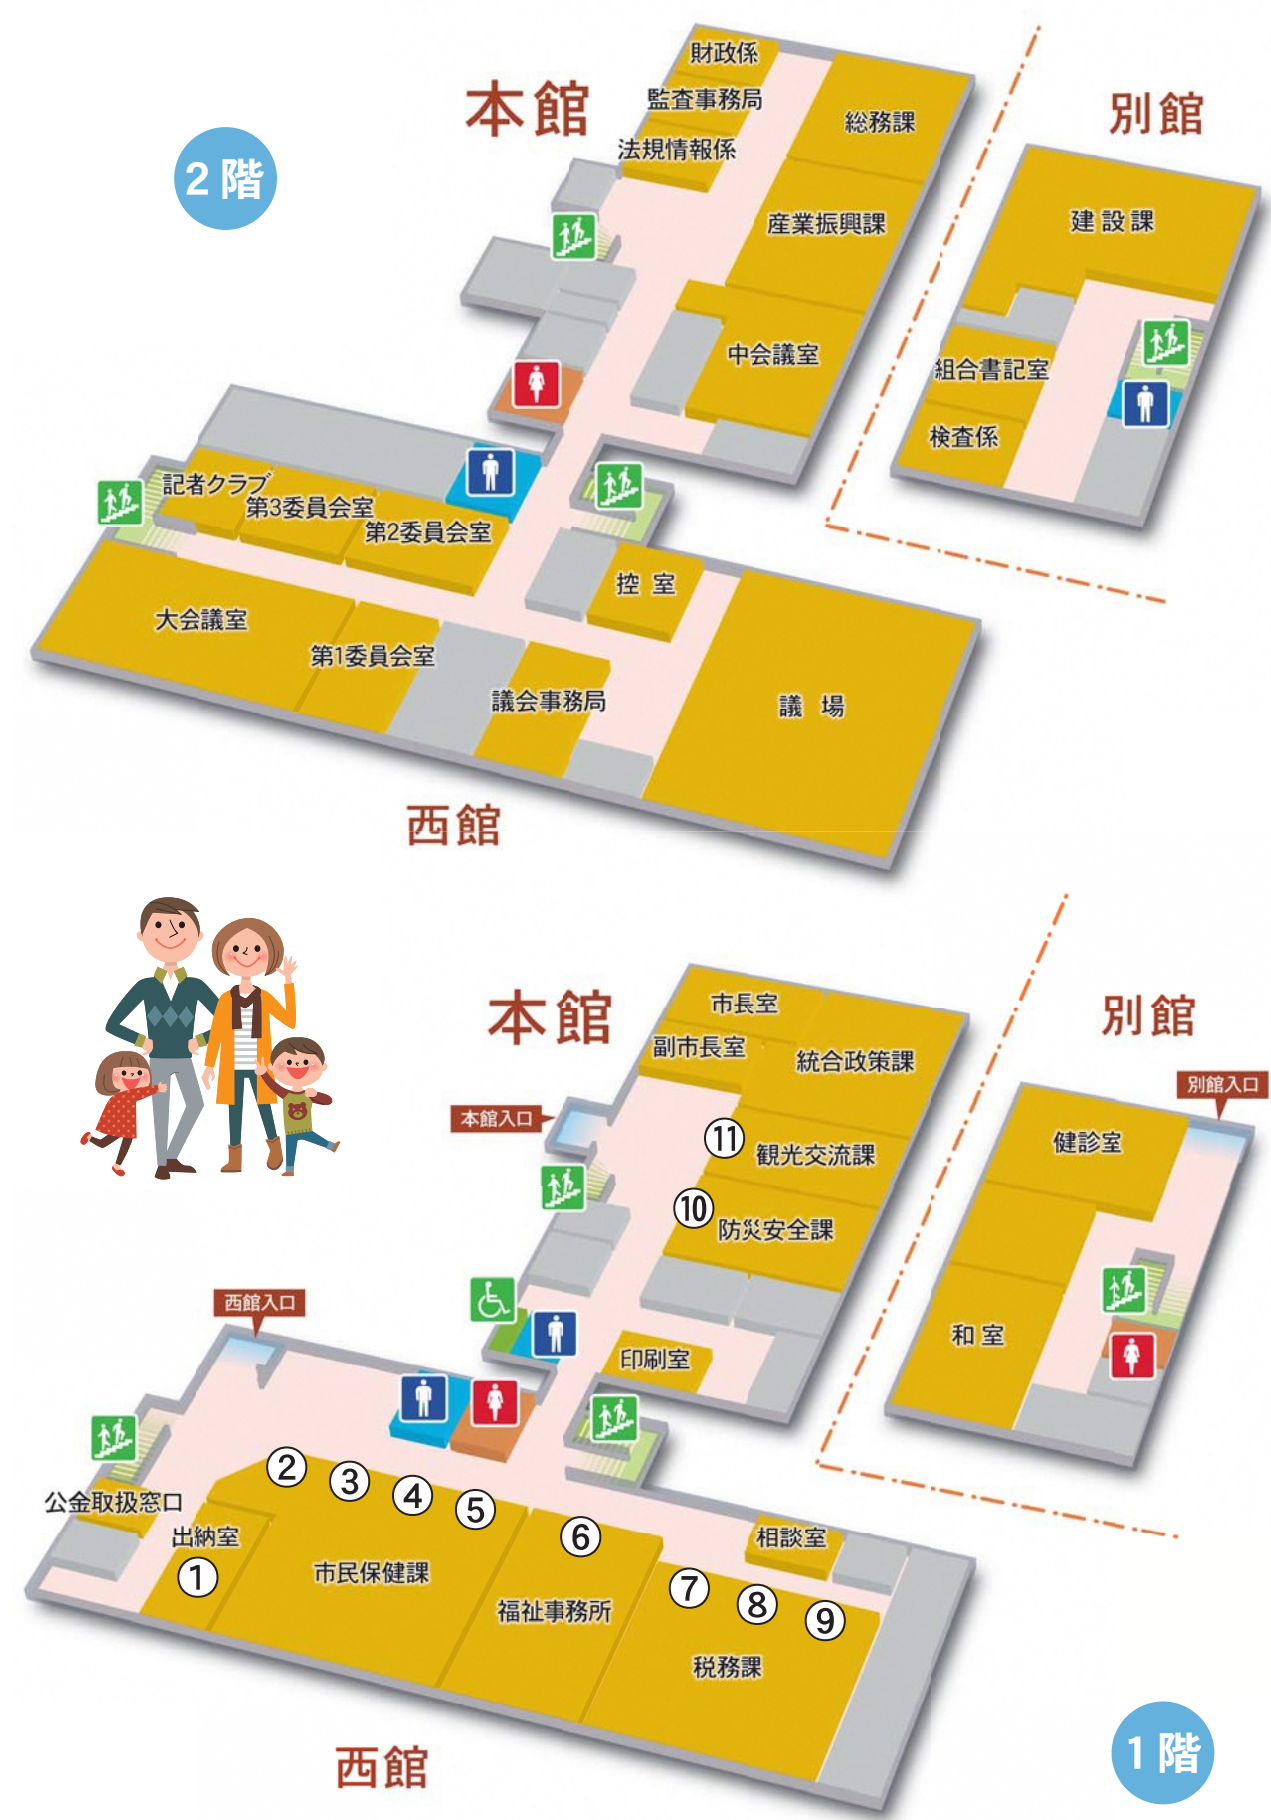 2階
本館
別館
財政係
監査事務局
法規情報係
総務課
産業振興課
中会議室
建設課
組合書記室
検査係
記者クラブ
第3委員会室
第2委員会室
大会議室
第1委員会室
控室
議会事務局
議場
西館
本館
別館
市長室
副市長室
統合政策課
本館入口
別館入口
⑪
観光交流課
⑩
防災安全課
健診室
和室
西館入口
印刷室
②
③
④
⑤
⑥
⑦
⑧
⑨
公金取扱窓口
出納室
①
市民保健課
福祉事務所
相談室
税務課
西館
1階